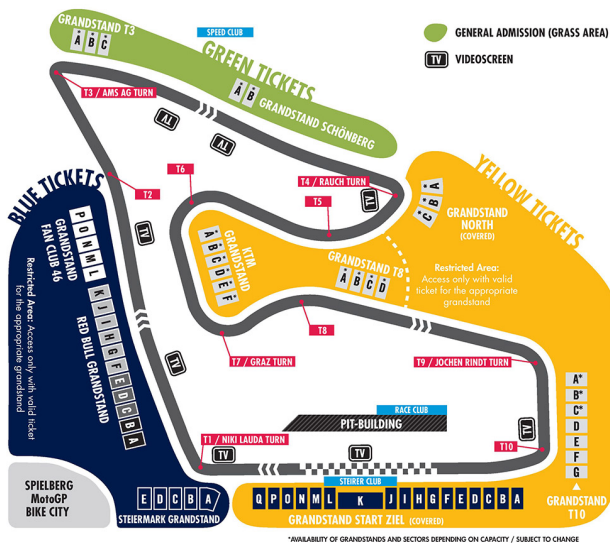 GRANDSTAND T3
A B C
SPEED CLUB
GREEN TICKETS
A B
GRANDSTAND SCHÖNBERG
GENERAL ADMISSION (GRASS AREA)
TV VIDEOSCREEN
T3 / AMS AG TURN
TV
TV
TV
T2
T6
T4 / RAUCH TURN
TV
T5
YELLOW TICKETS
C* B* A*
GRANDSTAND
NORTH
(COVERED)
BLUE TICKETS
P O N M L
GRANDSTAND
FAN CLUB 46
Restricted Area: Access only with valid ticket
for the appropriate grandstand
K J I H G F E D C B A
RED BULL GRANDSTAND
TV
TV
KTM
GRANDSTAND
A B C D E F
GRANDSTAND T8
A B C D
Restricted Area:
Access only with valid
ticket for the appropriate
grandstand
T8
T7 / GRAZ TURN
T9 / JOCHEN RINDT TURN
RACE CLUB
PIT-BUILDING
T1 / NIKI LAUDA TURN
TV
TV
TV
T10
A*
B*
C*
D
E
F
G
GRANDSTAND
T10
STEIRER CLUB
SPIELBERG
MotoGP
BIKE CITY
E D C B A
STEIERMARK GRANDSTAND
Q P O N M L K J I H G F E D C B A
GRANDSTAND START ZIEL (COVERED)
*AVAILABILITY OF GRANDSTANDS AND SECTORS DEPENDING ON CAPACITY / SUBJECT TO CHANGE